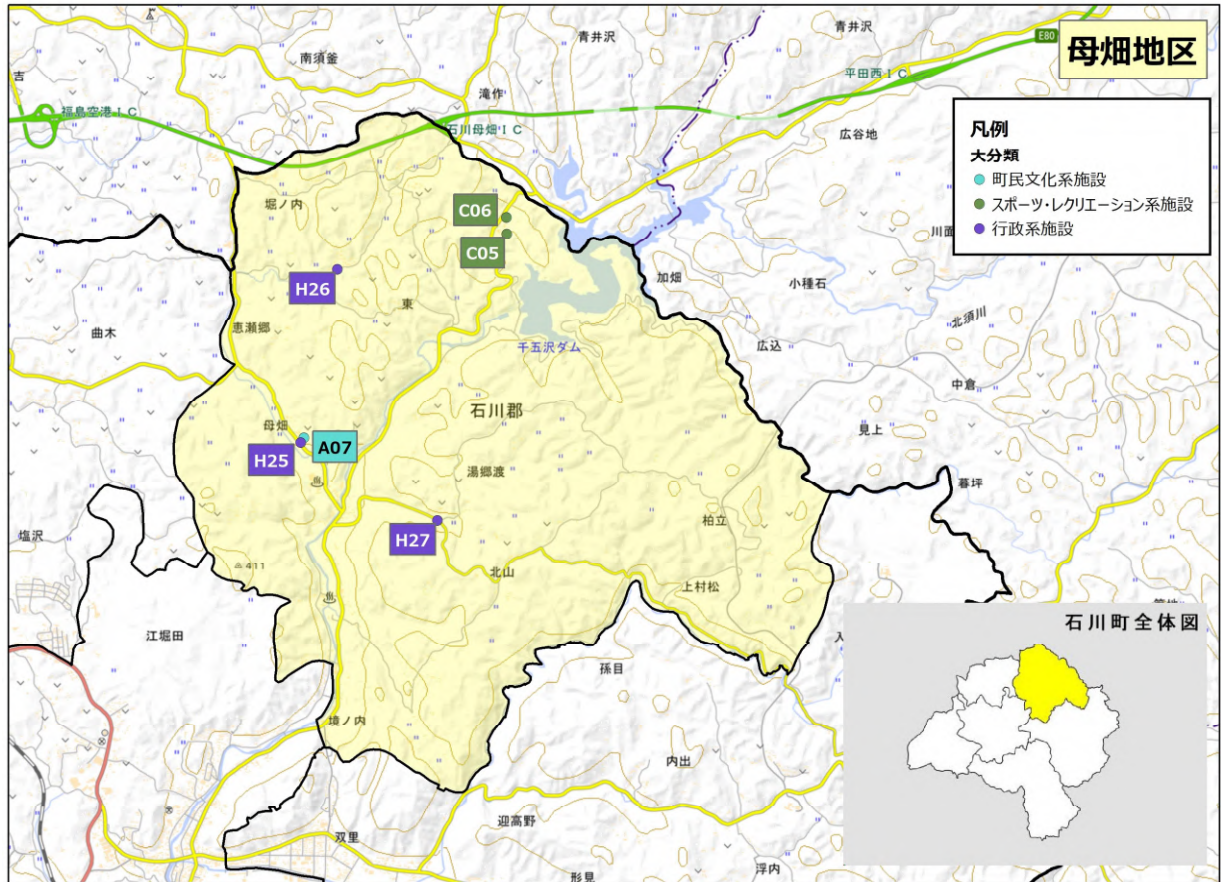 母畑地区
凡例
大分類
町民文化系施設
スポーツ・レクリエーション系施設
行政系施設
青井沢
青井沢
E80
南須釜
吉
平田西IC
滝作
福島空港IC
石川母畑IC
広谷地
堀ノ内
C06
C05
川面
H26
加畑
小種石
東
北須川
恵瀬郷
曲木
千五沢ダム
広込
中倉
石川郡
母畑
A07
H25
見上
湯郷渡
暮坪
柏立
塩沢
H27
411
北山
上村松
江堀田
石川町全体図
孫目
入
境ノ内
内出
双里
迎高野
形見
浮内